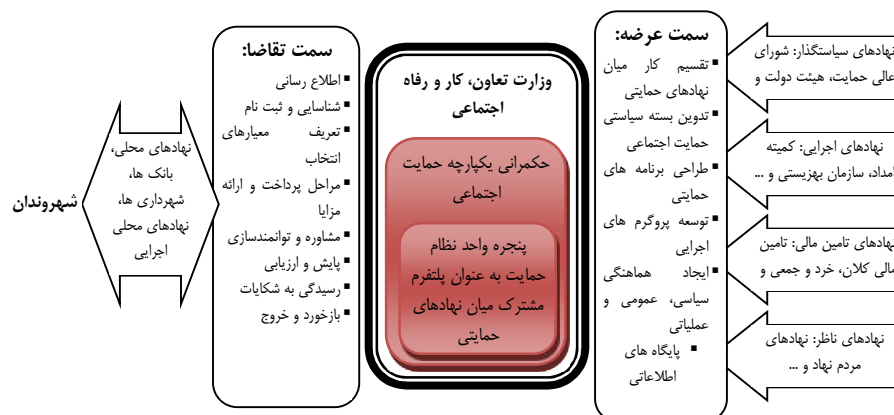 نهادهای سیاستگذار: شورای
عالی حمایت، هیئت دولت و
نهادهای اجرایی: کمیته
امداد، سازمان بهزیستی و ...
نهادهای تامین مالی: تامین
مالی کلان، خرد و جمعی و
نهادهای ناظر: نهادهای
مردم نهاد و ...
سمت عرضه:
▪ تقسیم کار میان
نهادهای حمایتی
▪ تدوین بسته سیاستی
حمایت اجتماعی
▪ طراحی برنامه های
حمایتی
▪ توسعه پروگرم های
اجرایی
▪ ایجاد هماهنگی
سیاسی، عمومی و
عملیاتی
▪ پایگاه های
اطلاعاتی
وزارت تعاون، کار و رفاه
اجتماعی
حکمرانی یکپارچه حمایت
اجتماعی
پنجره واحد نظام
حمایت به عنوان پلتفرم
مشترک میان نهادهای
حمایتی
سمت تقاضا:
▪ اطلاع رسانی
▪ شناسایی و ثبت نام
▪ تعریف معیارهای
انتخاب
▪ مراحل پرداخت و ارائه
مزایا
▪ مشاوره و توانمندسازی
▪ پایش و ارزیابی
▪ رسیدگی به شکایات
▪ بازخورد و خروج
نهادهای محلی،
بانک ها،
شهرداری ها،
نهادهای محلی
اجرایی
شهروندان